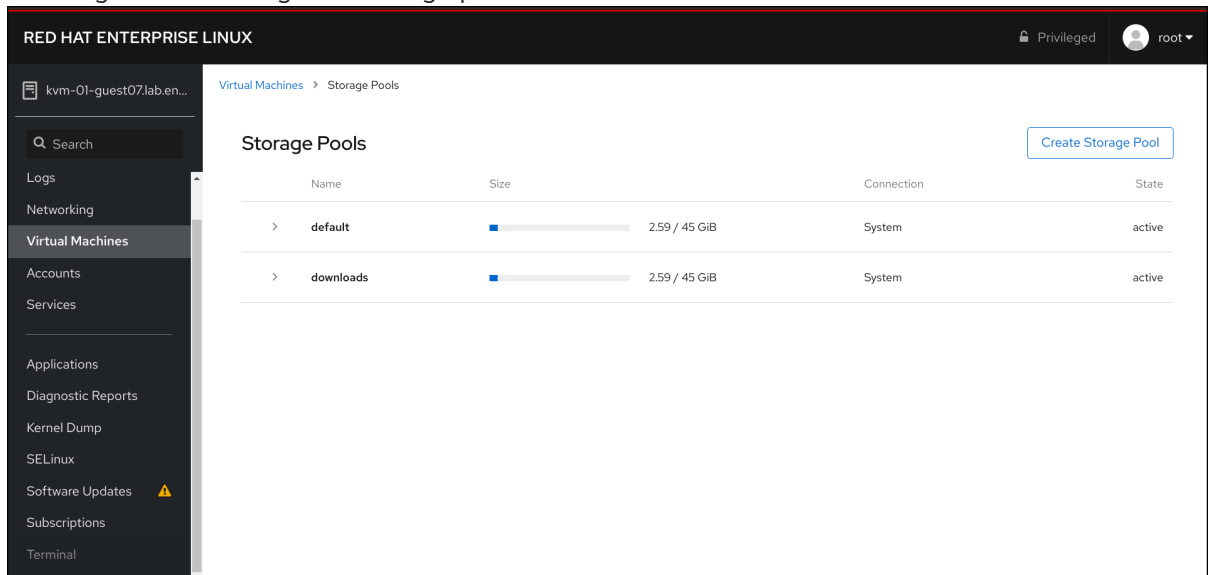 RED HAT ENTERPRISE LINUX
Privileged
root
kvm-01-guest07.lab.en...
Virtual Machines > Storage Pools
Search
Storage Pools
Create Storage Pool
Logs
Networking
Virtual Machines
Accounts
Services
Applications
Diagnostic Reports
Kernel Dump
SELinux
Software Updates
Subscriptions
Terminal
Name Size Connection State
default 2.59 / 45 GiB System active
downloads 2.59 / 45 GiB System active